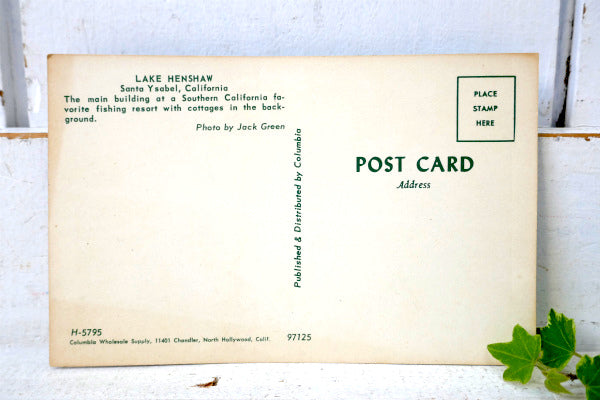 LAKE HENSHAW
Santa Ysabel, California
The main building at a Southern California fa-
vorite fishing resort with cottages in the back-
ground.
Photo by Jack Green
Published & Distributed by Columbia
PLACE
STAMP
HERE
POST CARD
Address
H-5795
Columbia Wholesale Supply, 11401 Chandler, North Hollywood, Calif.
97125